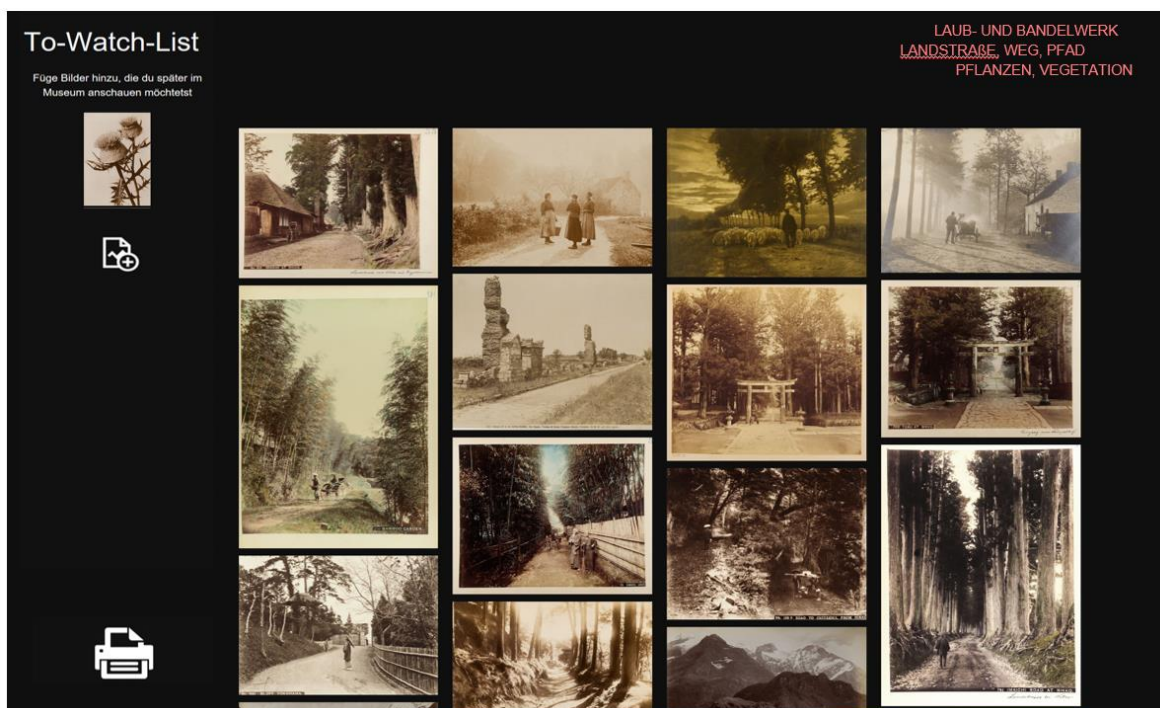 To-Watch-List
Füge Bilder hinzu, die du später im
Museum anschauen möchtetst
LAUB- UND BANDELWERK
LANDSTRAßE, WEG, PFAD
PFLANZEN, VEGETATION